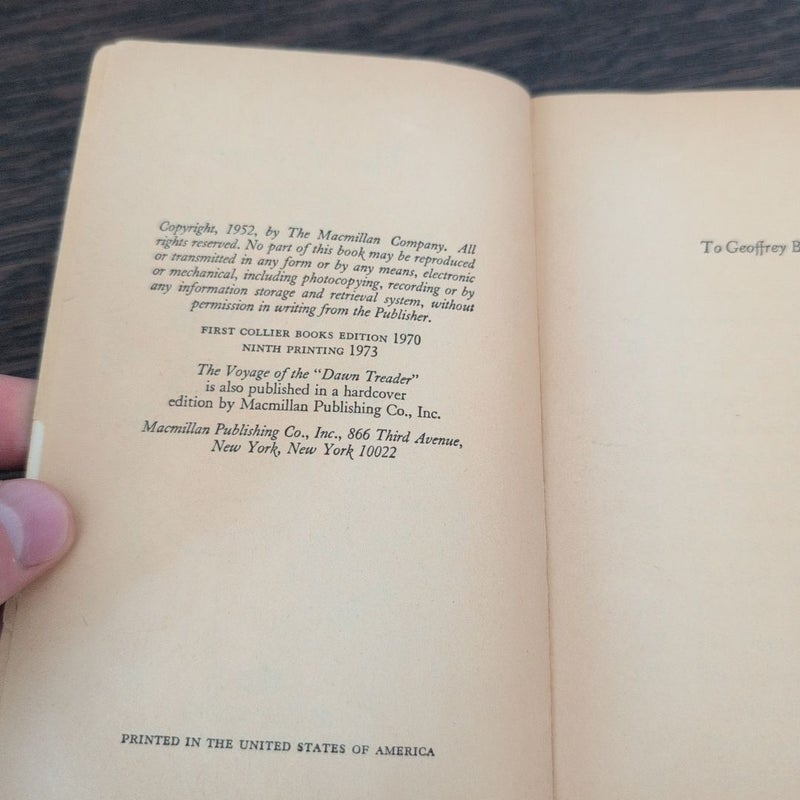 Copyright, 1952, by The Macmillan Company. All
rights reserved. No part of this book may be reproduced
or transmitted in any form or by any means, electronic
or mechanical, including photocopying, recording or by
any information storage and retrieval system, without
permission in writing from the Publisher.
FIRST COLLIER BOOKS EDITION 1970
NINTH PRINTING 1973
The Voyage of the "Dawn Treader"
is also published in a hardcover
edition by Macmillan Publishing Co., Inc.
Macmillan Publishing Co., Inc., 866 Third Avenue,
New York, New York 10022
PRINTED IN THE UNITED STATES OF AMERICA
To Geoffrey B